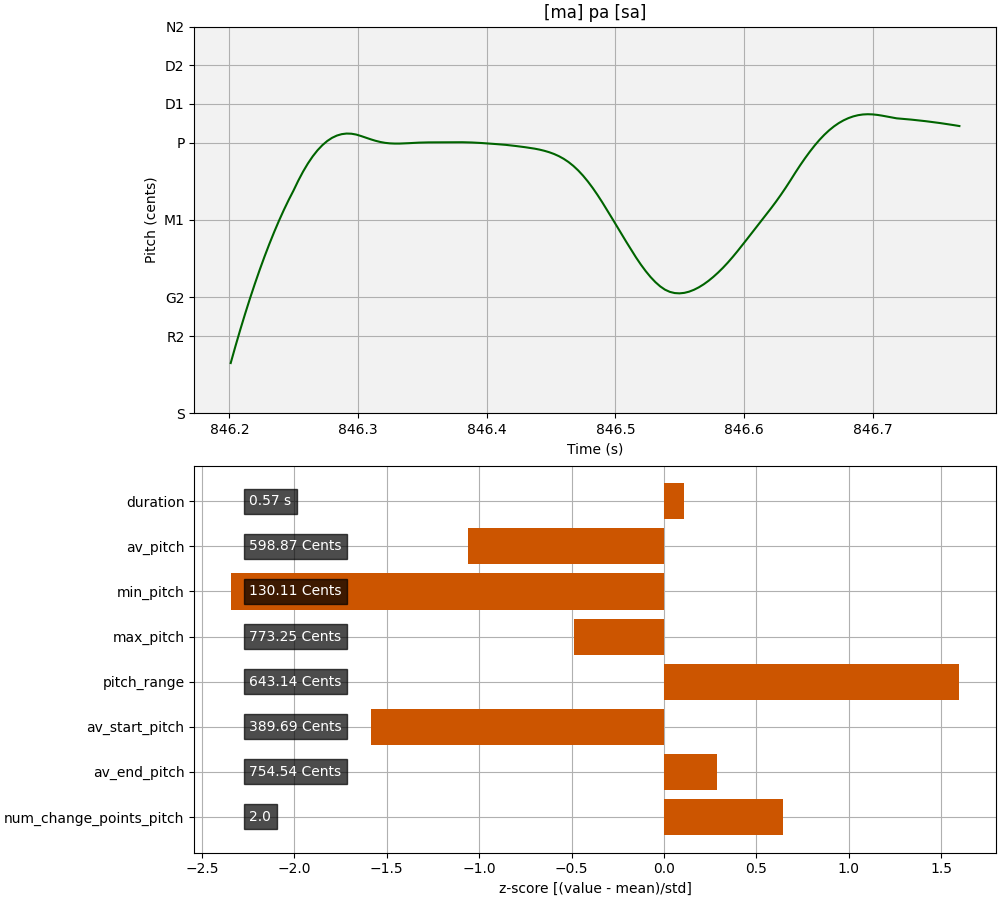 [ma] pa [sa]
N2
D2
D1
P
M1
G2
R2
S
Pitch (cents)
846.2 846.3 846.4 846.5 846.6 846.7
Time (s)
duration 0.57 s
av_pitch 598.87 Cents
min_pitch 130.11 Cents
max_pitch 773.25 Cents
pitch_range 643.14 Cents
av_start_pitch 389.69 Cents
av_end_pitch 754.54 Cents
num_change_points_pitch 2.0
−2.5 −2.0 −1.5 −1.0 −0.5 0.0 0.5 1.0 1.5
z-score [(value - mean)/std]